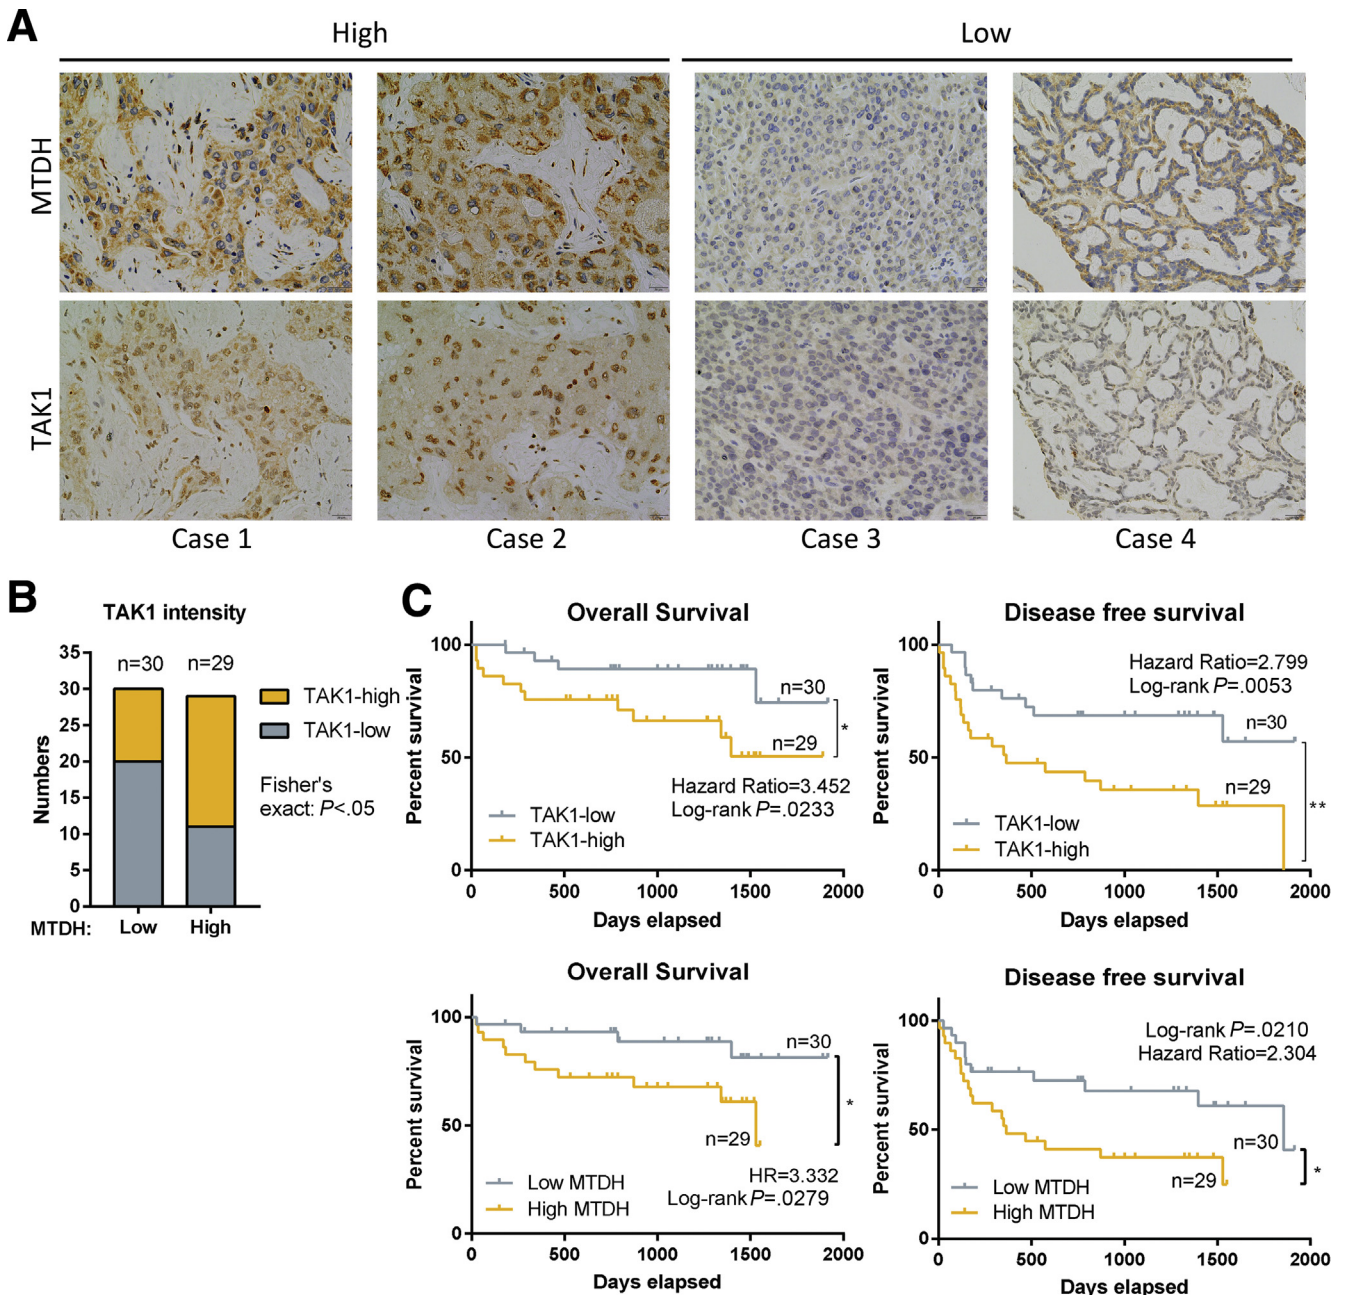 A
High
Low
MTDH
TAK1
Case 1
Case 2
Case 3
Case 4
B
TAK1 intensity
Numbers
35
30
25
20
15
10
5
0
n=30
n=29
TAK1-high
TAK1-low
Fisher's
exact: P<.05
MTDH:
Low
High
C
Overall Survival
Percent survival
100
50
0
n=30
n=29
*
Hazard Ratio=3.452
Log-rank P=.0233
TAK1-low
TAK1-high
0
500
1000
1500
2000
Days elapsed
Disease free survival
Percent survival
100
50
0
Hazard Ratio=2.799
Log-rank P=.0053
n=30
n=29
**
TAK1-low
TAK1-high
0
500
1000
1500
2000
Days elapsed
Overall Survival
Percent survival
100
50
0
n=30
*
n=29
HR=3.332
Log-rank P=.0279
Low MTDH
High MTDH
0
500
1000
1500
2000
Days elapsed
Disease free survival
Percent survival
100
50
0
Log-rank P=.0210
Hazard Ratio=2.304
n=30
n=29
*
Low MTDH
High MTDH
0
500
1000
1500
2000
Days elapsed